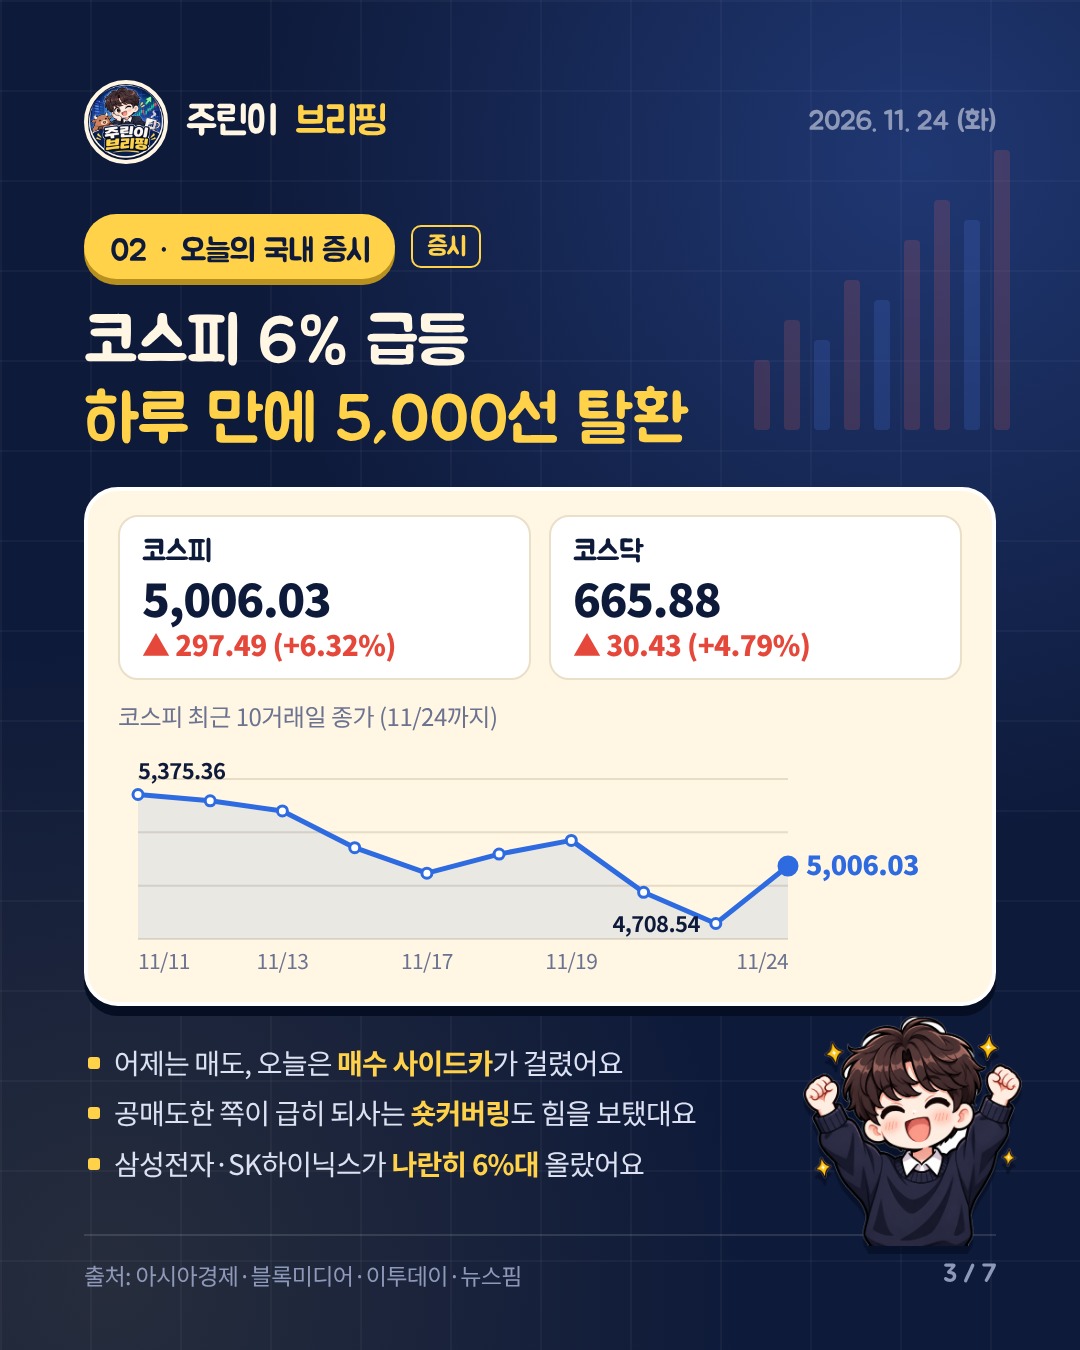 주린이 브리핑
주린이 브리핑
2026. 11. 24 (화)
02 · 오늘의 국내 증시
증시
코스피 6% 급등
하루 만에 5,000선 탈환
코스피
5,006.03
▲ 297.49 (+6.32%)
코스닥
665.88
▲ 30.43 (+4.79%)
코스피 최근 10거래일 종가 (11/24까지)
5,375.36
5,006.03
4,708.54
11/11 11/13 11/17 11/19 11/24
어제는 매도, 오늘은 매수 사이드카가 걸렸어요
공매도한 쪽이 급히 되사는 숏커버링도 힘을 보탰대요
삼성전자·SK하이닉스가 나란히 6%대 올랐어요
출처: 아시아경제·블록미디어·이투데이·뉴스핌
3 / 7